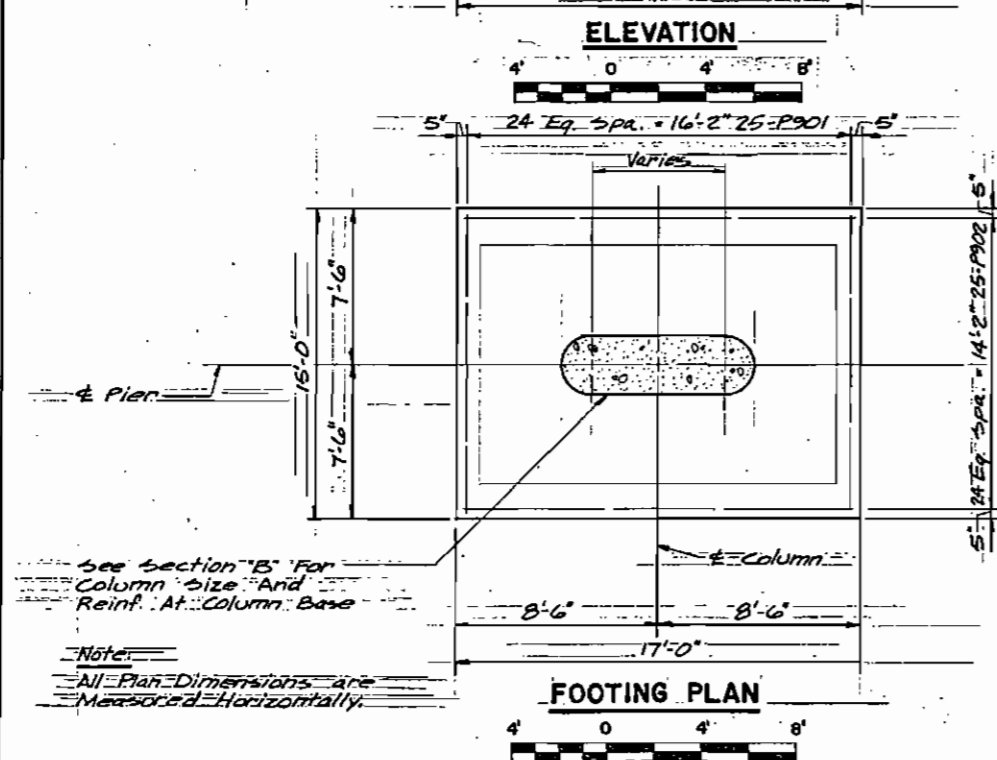 ELEVATION
4' 0 4' 8'
5" 24 Eq. Spa. = 16'-2" 25-P901 5"
Varies
7'-6"
15'-0"
7'-6"
℄ Pier
5" 24 Eq. Spa. = 14'-2" 25-P902 5"
See Section "B" For
Column Size And
Reinf. At Column Base
℄ Column
8'-6" 8'-6"
17'-0"
Note:
All Plan Dimensions are
Measured Horizontally.
FOOTING PLAN
4' 0 4' 8'